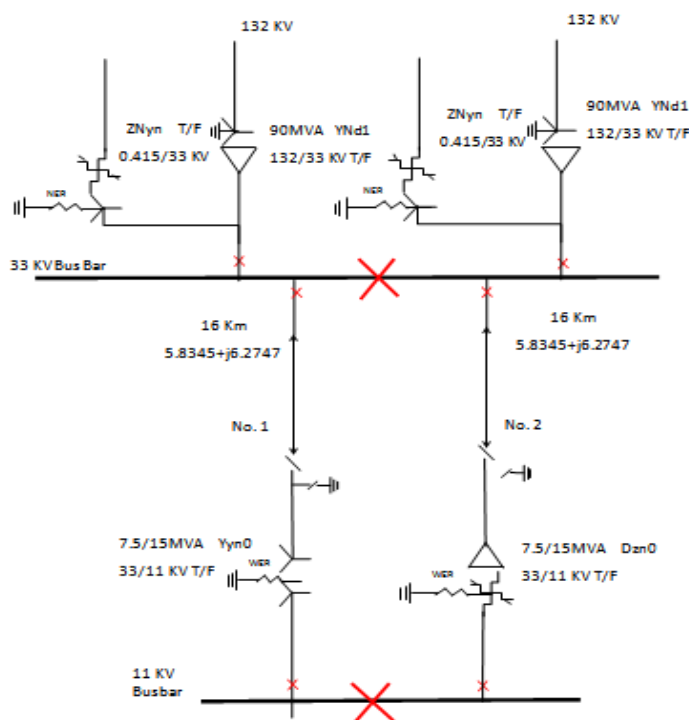 132 KV
132 KV
ZNyn T/F
0.415/33 KV
90MVA YNd1
132/33 KV T/F
ZNyn T/F
0.415/33 KV
90MVA YNd1
132/33 KV T/F
NER
NER
33 KV Bus Bar
16 Km
5.8345+j6.2747
16 Km
5.8345+j6.2747
No. 1
No. 2
7.5/15MVA Yyn0
33/11 KV T/F
WER
7.5/15MVA Dzn0
33/11 KV T/F
WER
11 KV
Busbar